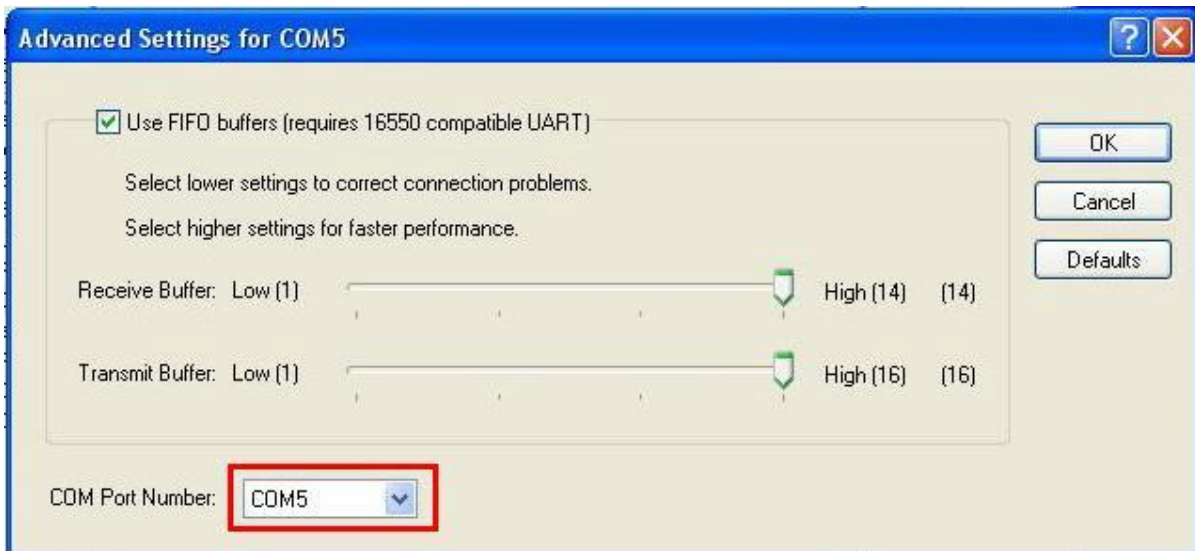 Advanced Settings for COM5
Use FIFO buffers (requires 16550 compatible UART)
OK
Select lower settings to correct connection problems.
Cancel
Select higher settings for faster performance.
Defaults
Receive Buffer: Low (1) High (14) (14)
Transmit Buffer: Low (1) High (16) (16)
COM Port Number: COM5